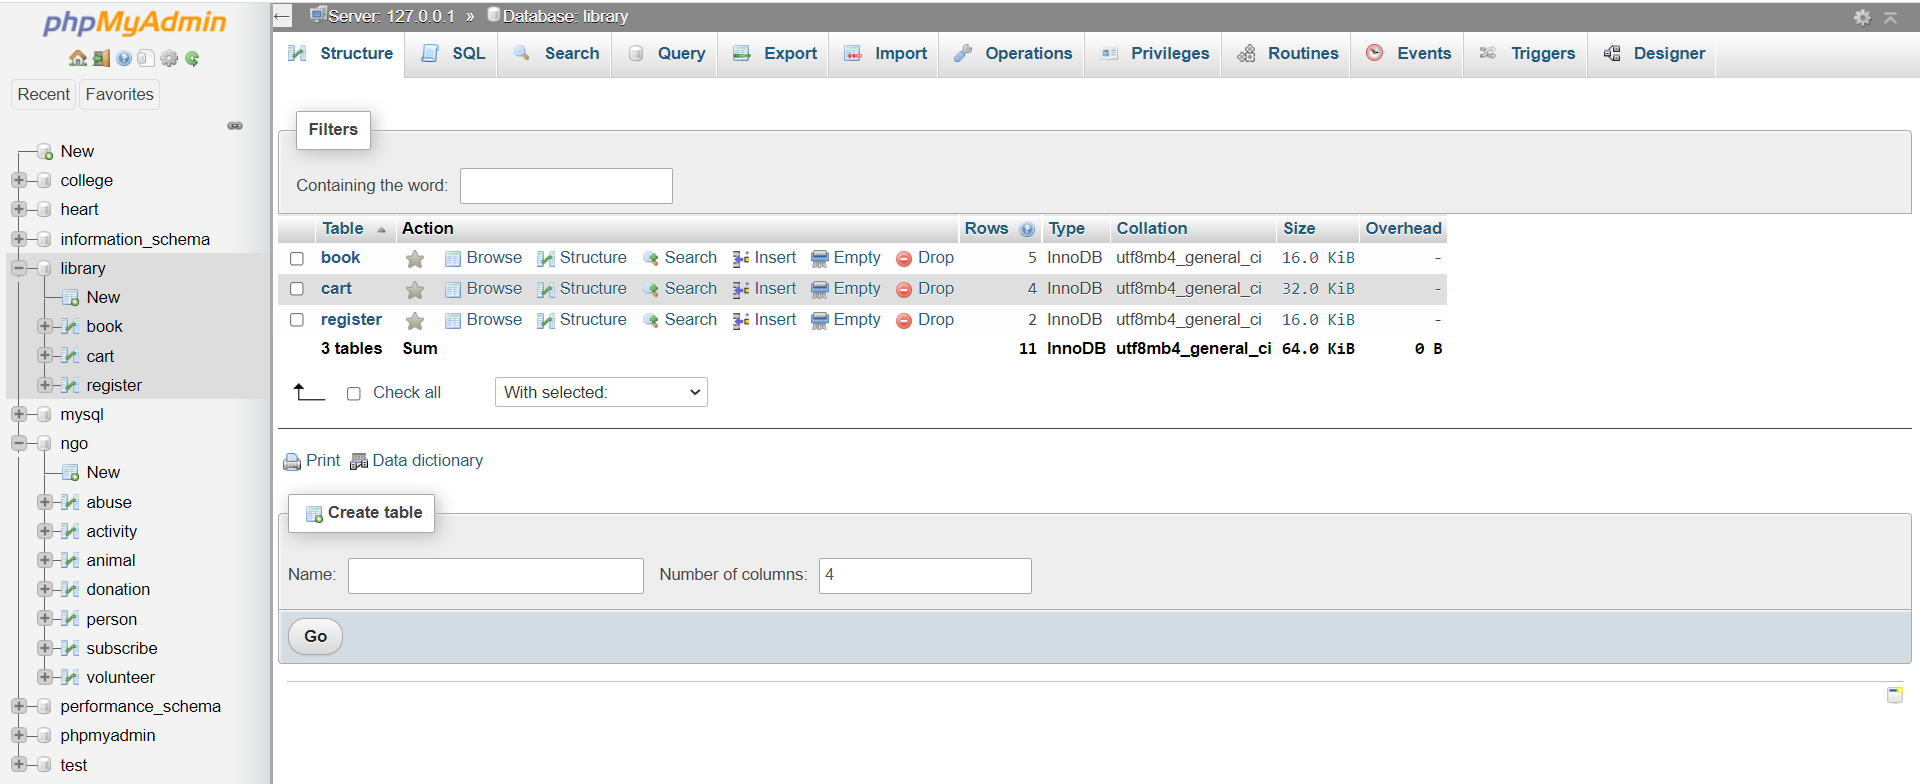 phpMyAdmin
Recent Favorites
New
college
heart
information_schema
library
New
book
cart
register
mysql
ngo
New
abuse
activity
animal
donation
person
subscribe
volunteer
performance_schema
phpmyadmin
test
Server: 127.0.0.1 » Database: library
Structure SQL Search Query Export Import Operations Privileges Routines Events Triggers Designer
Filters
Containing the word:
Table Action Rows Type Collation Size Overhead
book Browse Structure Search Insert Empty Drop 5 InnoDB utf8mb4_general_ci 16.0 KiB -
cart Browse Structure Search Insert Empty Drop 4 InnoDB utf8mb4_general_ci 32.0 KiB -
register Browse Structure Search Insert Empty Drop 2 InnoDB utf8mb4_general_ci 16.0 KiB -
3 tables Sum 11 InnoDB utf8mb4_general_ci 64.0 KiB 0 B
Check all With selected:
Print Data dictionary
Create table
Name: Number of columns: 4
Go